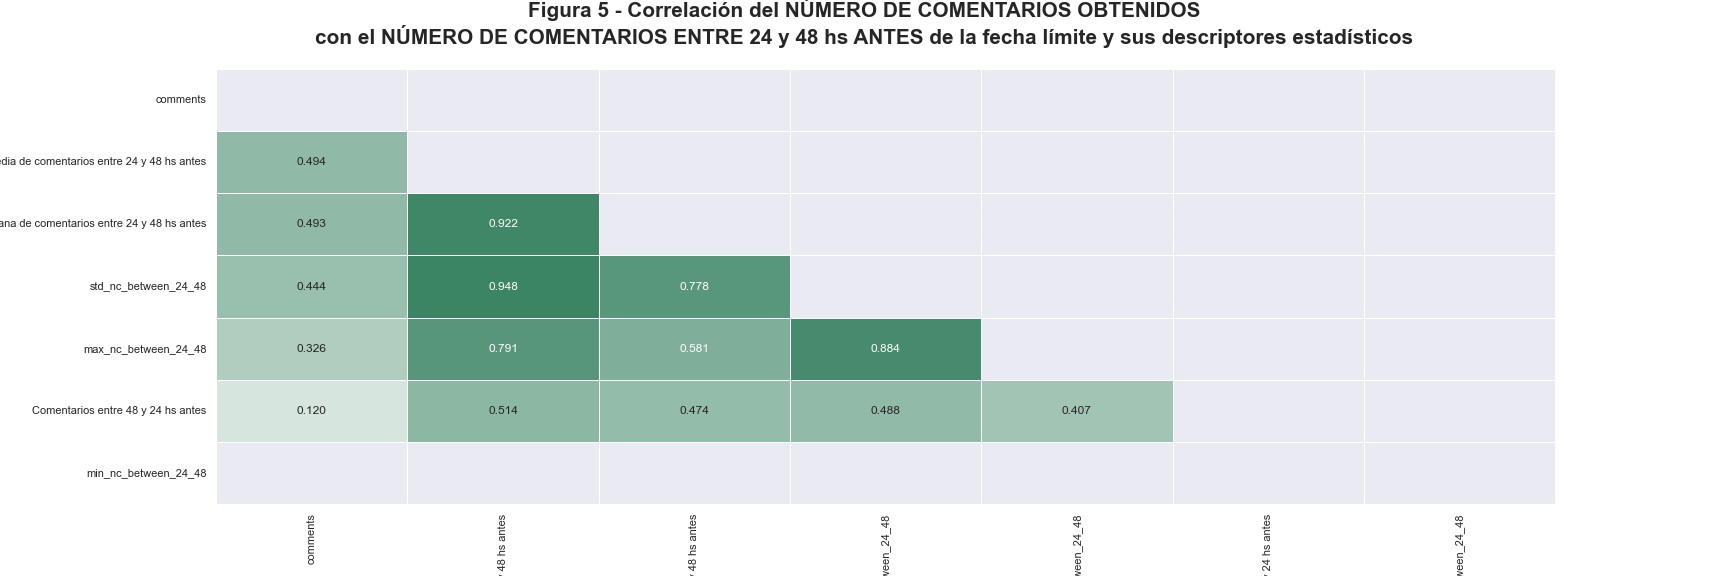 Figura 5 - Correlación del NÚMERO DE COMENTARIOS OBTENIDOS
con el NÚMERO DE COMENTARIOS ENTRE 24 y 48 hs ANTES de la fecha límite y sus descriptores estadísticos
comments
de comentarios entre 24 y 48 hs antes
0.494
de comentarios entre 24 y 48 hs antes
0.493 0.922
std_nc_between_24_48
0.444 0.948 0.778
max_nc_between_24_48
0.326 0.791 0.581 0.884
Comentarios entre 48 y 24 hs antes
0.120 0.514 0.474 0.488 0.407
min_nc_between_24_48
comments
y 48 hs antes
y 48 hs antes
ween_24_48
ween_24_48
y 24 hs antes
ween_24_48